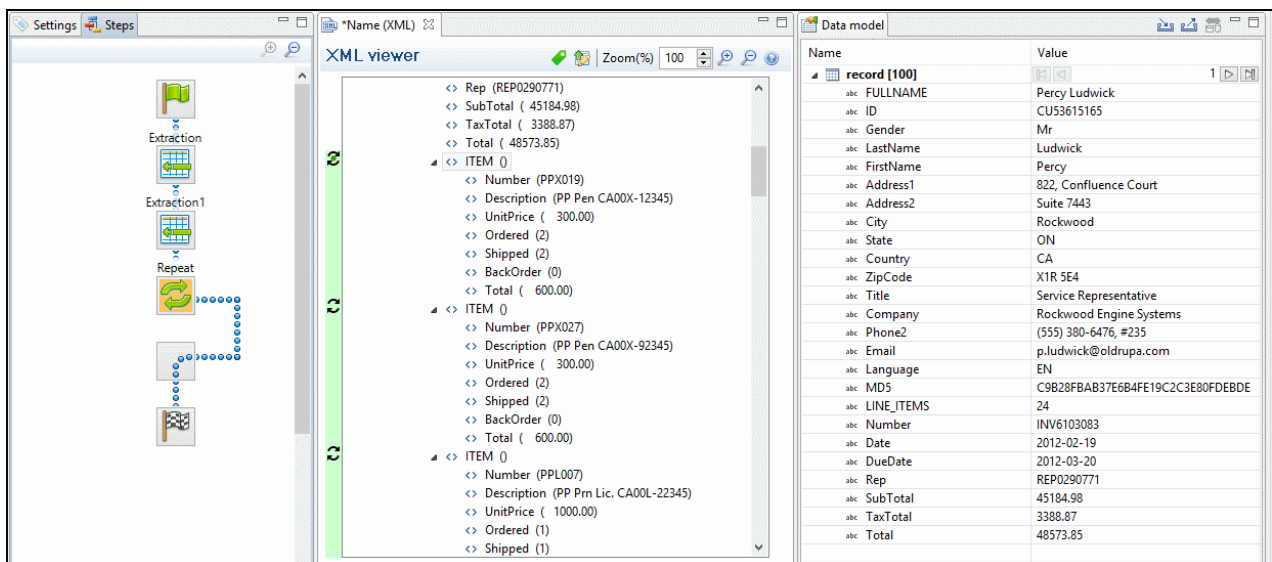 Settings Steps
Extraction
Extraction1
Repeat
*Name (XML)
XML viewer Zoom(%) 100
<> Rep (REP0290771)
<> SubTotal ( 45184.98)
<> TaxTotal ( 3388.87)
<> Total ( 48573.85)
<> ITEM ()
<> Number (PPX019)
<> Description (PP Pen CA00X-12345)
<> UnitPrice ( 300.00)
<> Ordered (2)
<> Shipped (2)
<> BackOrder (0)
<> Total ( 600.00)
<> ITEM ()
<> Number (PPX027)
<> Description (PP Pen CA00X-92345)
<> UnitPrice ( 300.00)
<> Ordered (2)
<> Shipped (2)
<> BackOrder (0)
<> Total ( 600.00)
<> ITEM ()
<> Number (PPL007)
<> Description (PP Prn Lic. CA00L-22345)
<> UnitPrice ( 1000.00)
<> Ordered (1)
<> Shipped (1)
Data model
Name Value
record [100] 1
abc FULLNAME Percy Ludwick
abc ID CU53615165
abc Gender Mr
abc LastName Ludwick
abc FirstName Percy
abc Address1 822, Confluence Court
abc Address2 Suite 7443
abc City Rockwood
abc State ON
abc Country CA
abc ZipCode X1R 5E4
abc Title Service Representative
abc Company Rockwood Engine Systems
abc Phone2 (555) 380-6476, #235
abc Email p.ludwick@oldrupa.com
abc Language EN
abc MD5 C9B28FBAB37E6B4FE19C2C3E80FDEBDE
abc LINE_ITEMS 24
abc Number INV6103083
abc Date 2012-02-19
abc DueDate 2012-03-20
abc Rep REP0290771
abc SubTotal 45184.98
abc TaxTotal 3388.87
abc Total 48573.85